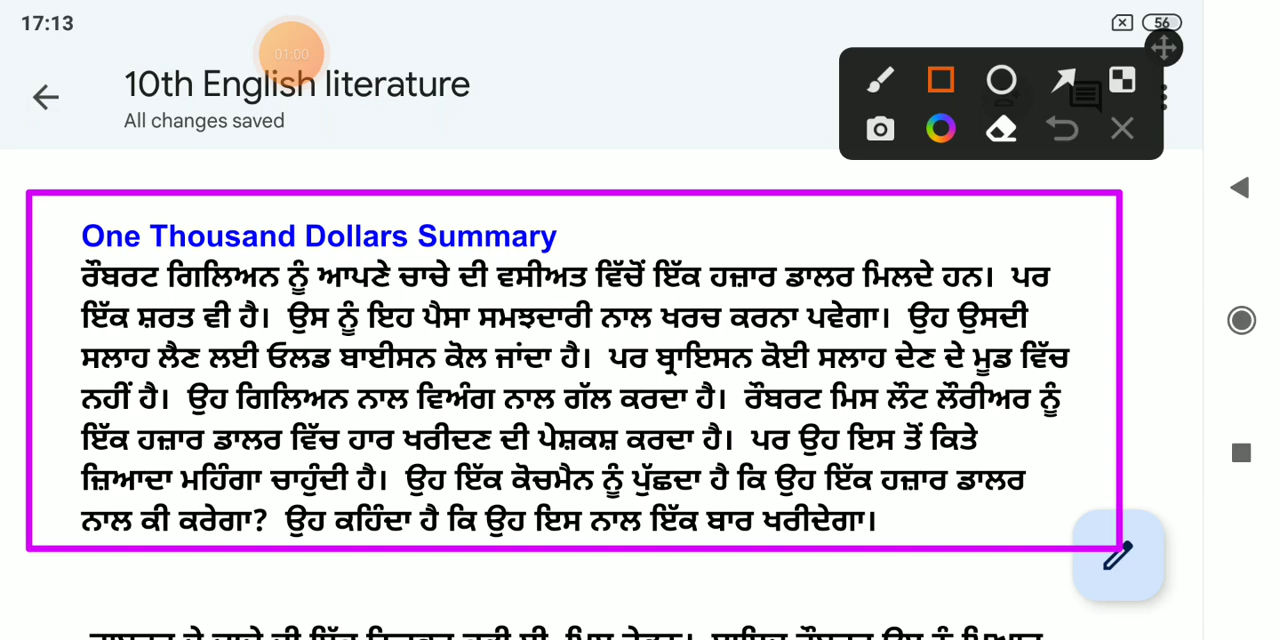 17:13
56
01:00
10th English literature
All changes saved
One Thousand Dollars Summary
ਰੌਬਰਟ ਗਿਲਿਅਨ ਨੂੰ ਆਪਣੇ ਚਾਚੇ ਦੀ ਵਸੀਅਤ ਵਿੱਚੋਂ ਇੱਕ ਹਜ਼ਾਰ ਡਾਲਰ ਮਿਲਦੇ ਹਨ। ਪਰ
ਇੱਕ ਸ਼ਰਤ ਵੀ ਹੈ। ਉਸ ਨੂੰ ਇਹ ਪੈਸਾ ਸਮਝਦਾਰੀ ਨਾਲ ਖਰਚ ਕਰਨਾ ਪਵੇਗਾ। ਉਹ ਉਸਦੀ
ਸਲਾਹ ਲੈਣ ਲਈ ਓਲਡ ਬਾਈਸਨ ਕੋਲ ਜਾਂਦਾ ਹੈ। ਪਰ ਬ੍ਰਾਇਸਨ ਕੋਈ ਸਲਾਹ ਦੇਣ ਦੇ ਮੂਡ ਵਿੱਚ
ਨਹੀਂ ਹੈ। ਉਹ ਗਿਲਿਅਨ ਨਾਲ ਵਿਅੰਗ ਨਾਲ ਗੱਲ ਕਰਦਾ ਹੈ। ਰੌਬਰਟ ਮਿਸ ਲੌਟ ਲੌਰੀਅਰ ਨੂੰ
ਇੱਕ ਹਜ਼ਾਰ ਡਾਲਰ ਵਿੱਚ ਹਾਰ ਖਰੀਦਣ ਦੀ ਪੇਸ਼ਕਸ਼ ਕਰਦਾ ਹੈ। ਪਰ ਉਹ ਇਸ ਤੋਂ ਕਿਤੇ
ਜ਼ਿਆਦਾ ਮਹਿੰਗਾ ਚਾਹੁੰਦੀ ਹੈ। ਉਹ ਇੱਕ ਕੋਚਮੈਨ ਨੂੰ ਪੁੱਛਦਾ ਹੈ ਕਿ ਉਹ ਇੱਕ ਹਜ਼ਾਰ ਡਾਲਰ
ਨਾਲ ਕੀ ਕਰੇਗਾ? ਉਹ ਕਹਿੰਦਾ ਹੈ ਕਿ ਉਹ ਇਸ ਨਾਲ ਇੱਕ ਬਾਰ ਖਰੀਦੇਗਾ।